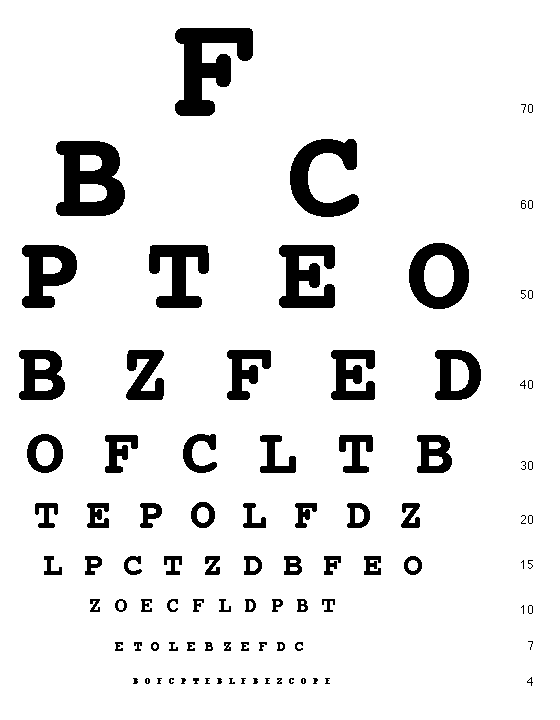 F 70
B C 60
P T E O 50
B Z F E D 40
O F C L T B 30
T E P O L F D Z 20
L P C T Z D B F E O 15
Z O E C F L D P B T 10
E T O L E B Z E F D C 7
4